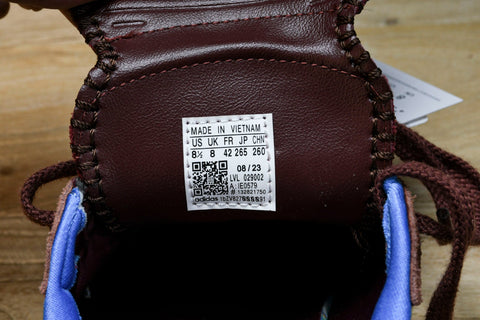 MADE IN VIETNAM
US UK FR JP CHN
8½ 8 42 265 260
08/23
LVL 029002
A: IE0579
# 132821750
adidas